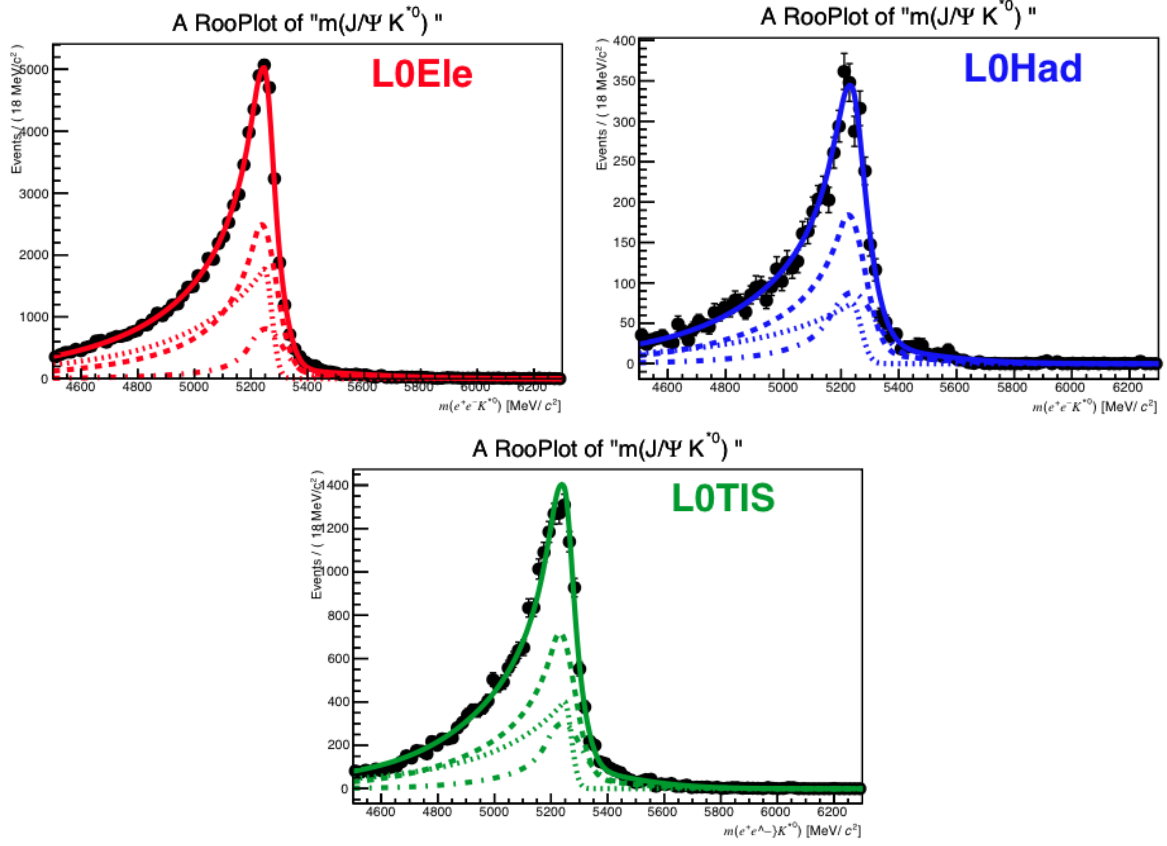 A RooPlot of "m(J/Ψ K*0) "
L0Ele
Events / ( 18 MeV/c²)
5000
4000
3000
2000
1000
0
4600 4800 5000 5200 5400 5600 5800 6000 6200
m(e⁺e⁻K*⁰) [MeV/c²]
A RooPlot of "m(J/Ψ K*0) "
L0Had
Events / ( 18 MeV/c²)
400
350
300
250
200
150
100
50
0
4600 4800 5000 5200 5400 5600 5800 6000 6200
m(e⁺e⁻K*⁰) [MeV/c²]
A RooPlot of "m(J/Ψ K*0) "
L0TIS
Events / ( 18 MeV/c²)
1400
1200
1000
800
600
400
200
0
4600 4800 5000 5200 5400 5600 5800 6000 6200
m(e⁺e^–}K*⁰) [MeV/c²]